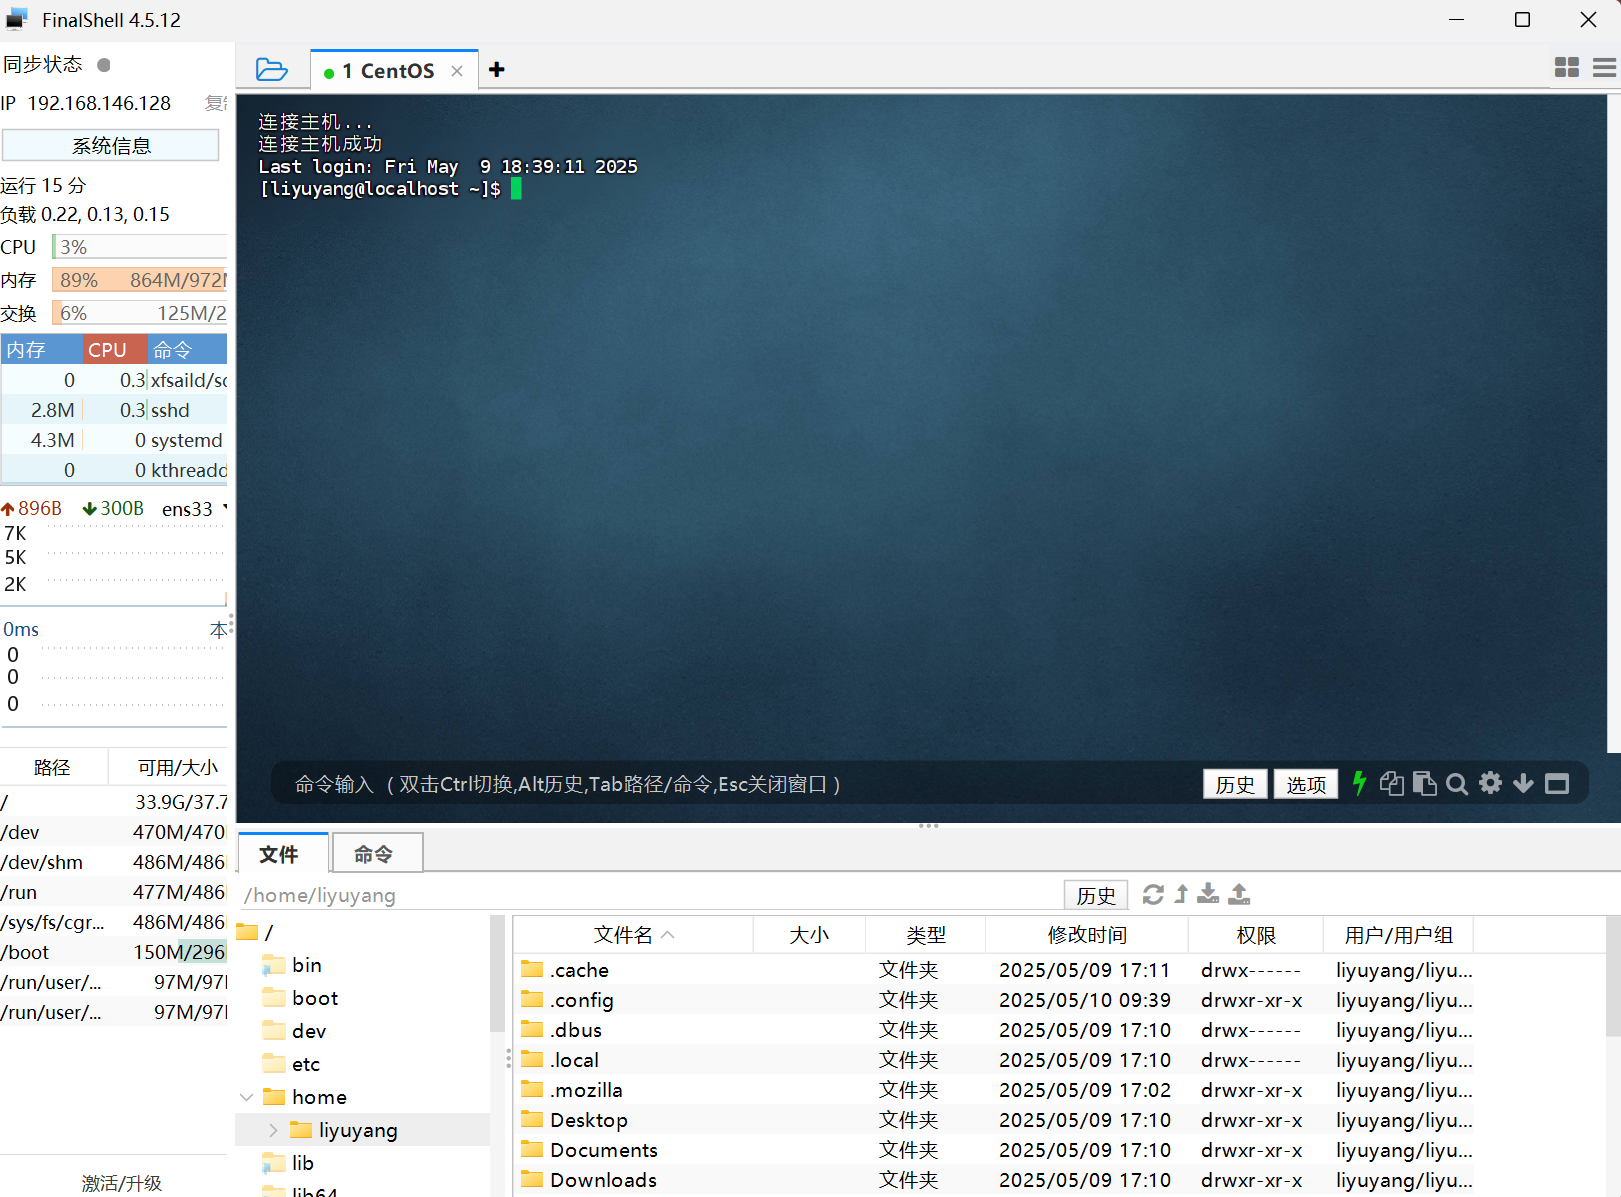 FinalShell 4.5.12
同步状态
IP 192.168.146.128
系统信息
运行 15 分
负载 0.22, 0.13, 0.15
CPU 3%
内存 89% 864M/972
交换 6% 125M/2
内存 CPU 命令
0 0.3 xfsaild/
2.8M 0.3 sshd
4.3M 0 systemd
0 0 kthreadd
896B 300B ens33
7K
5K
2K
0ms 本
0
0
0
路径 可用/大小
/ 33.9G/37.7
/dev 470M/470
/dev/shm 486M/486
/run 477M/486
/sys/fs/cgr... 486M/486
/boot 150M/296
/run/user/... 97M/97
/run/user/... 97M/97
激活/升级
1 CentOS
连接主机...
连接主机成功
Last login: Fri May  9 18:39:11 2025
[liyuyang@localhost ~]$
命令输入 (双击Ctrl切换,Alt历史,Tab路径/命令,Esc关闭窗口)
历史 选项
文件 命令
/home/liyuyang
历史
/
bin
boot
dev
etc
home
liyuyang
lib
lib64
文件名 大小 类型 修改时间 权限 用户/用户组
.cache 文件夹 2025/05/09 17:11 drwx------ liyuyang/liyu...
.config 文件夹 2025/05/10 09:39 drwxr-xr-x liyuyang/liyu...
.dbus 文件夹 2025/05/09 17:10 drwx------ liyuyang/liyu...
.local 文件夹 2025/05/09 17:10 drwx------ liyuyang/liyu...
.mozilla 文件夹 2025/05/09 17:02 drwxr-xr-x liyuyang/liyu...
Desktop 文件夹 2025/05/09 17:10 drwxr-xr-x liyuyang/liyu...
Documents 文件夹 2025/05/09 17:10 drwxr-xr-x liyuyang/liyu...
Downloads 文件夹 2025/05/09 17:10 drwxr-xr-x liyuyang/liyu...